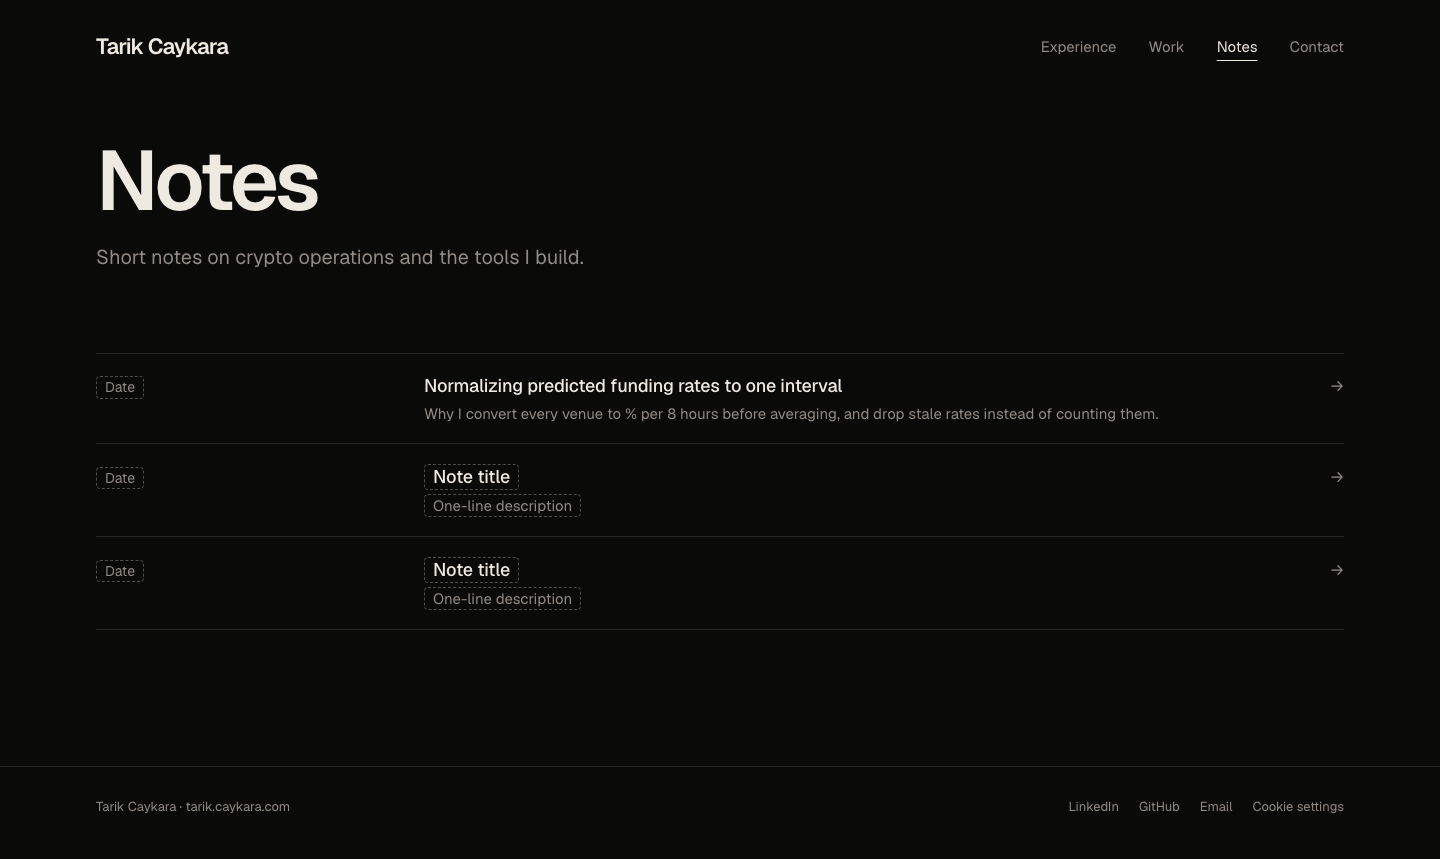 Tarik Caykara
Experience Work Notes Contact
Notes
Short notes on crypto operations and the tools I build.
Date
Normalizing predicted funding rates to one interval →
Why I convert every venue to % per 8 hours before averaging, and drop stale rates instead of counting them.
Date
Note title →
One-line description
Date
Note title →
One-line description
Tarik Caykara · tarik.caykara.com
LinkedIn GitHub Email Cookie settings